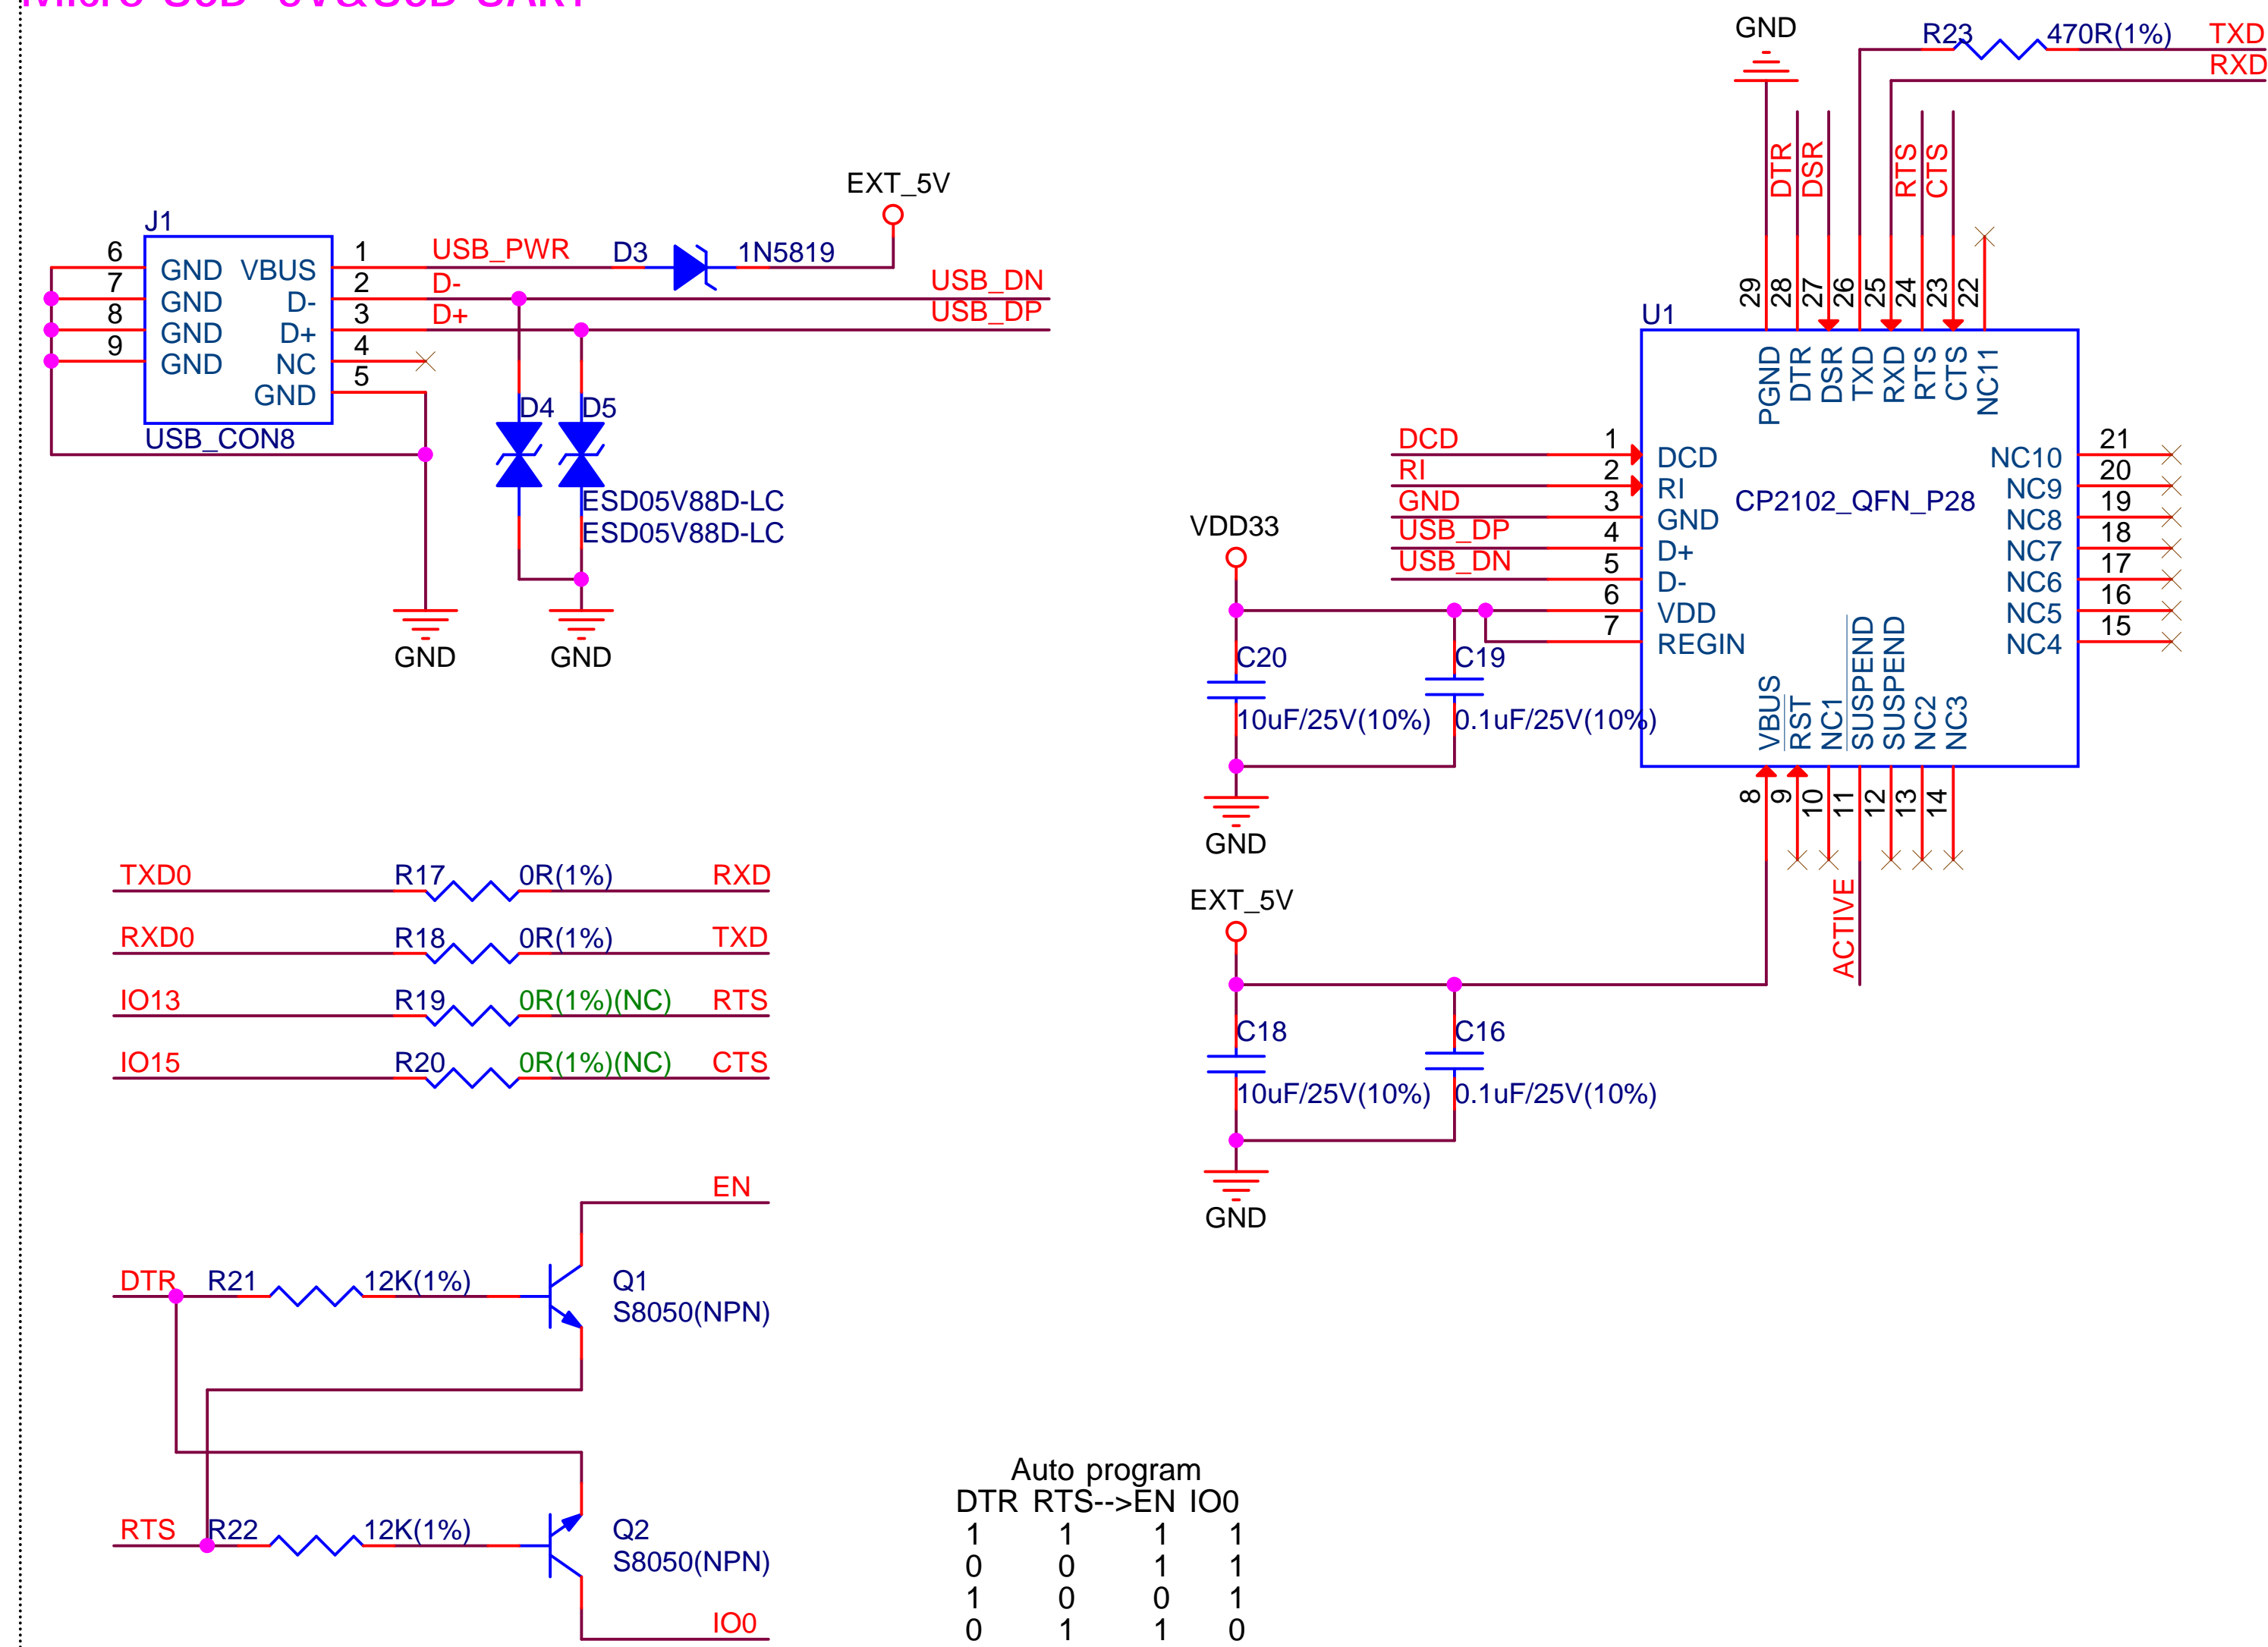 GND
R23 470R(1%) TXD
RXD
DTR
DSR
RTS
CTS
EXT_5V
J1
6 GND VBUS 1 USB_PWR D3 1N5819
7 GND D- 2 D- USB_DN
8 GND D+ 3 D+ USB_DP
9 GND NC 4
GND 5
USB_CON8
D4 D5
ESD05V88D-LC
ESD05V88D-LC
GND GND
29 28 27 26 25 24 23 22
U1
PGND DTR DSR TXD RXD RTS CTS NC11
DCD 1 DCD NC10 21
RI 2 RI NC9 20
CP2102_QFN_P28
GND 3 GND NC8 19
USB_DP 4 D+ NC7 18
USB_DN 5 D- NC6 17
6 VDD NC5 16
7 REGIN NC4 15
VBUS RST NC1 SUSPEND SUSPEND NC2 NC3
8 9 10 11 12 13 14
ACTIVE
VDD33
C20 C19
10uF/25V(10%) 0.1uF/25V(10%)
GND
EXT_5V
C18 C16
10uF/25V(10%) 0.1uF/25V(10%)
GND
TXD0 R17 0R(1%) RXD
RXD0 R18 0R(1%) TXD
IO13 R19 0R(1%)(NC) RTS
IO15 R20 0R(1%)(NC) CTS
EN
DTR R21 12K(1%) Q1
S8050(NPN)
RTS R22 12K(1%) Q2
S8050(NPN)
IO0
Auto program
DTR RTS-->EN IO0
1 1 1 1
0 0 1 1
1 0 0 1
0 1 1 0